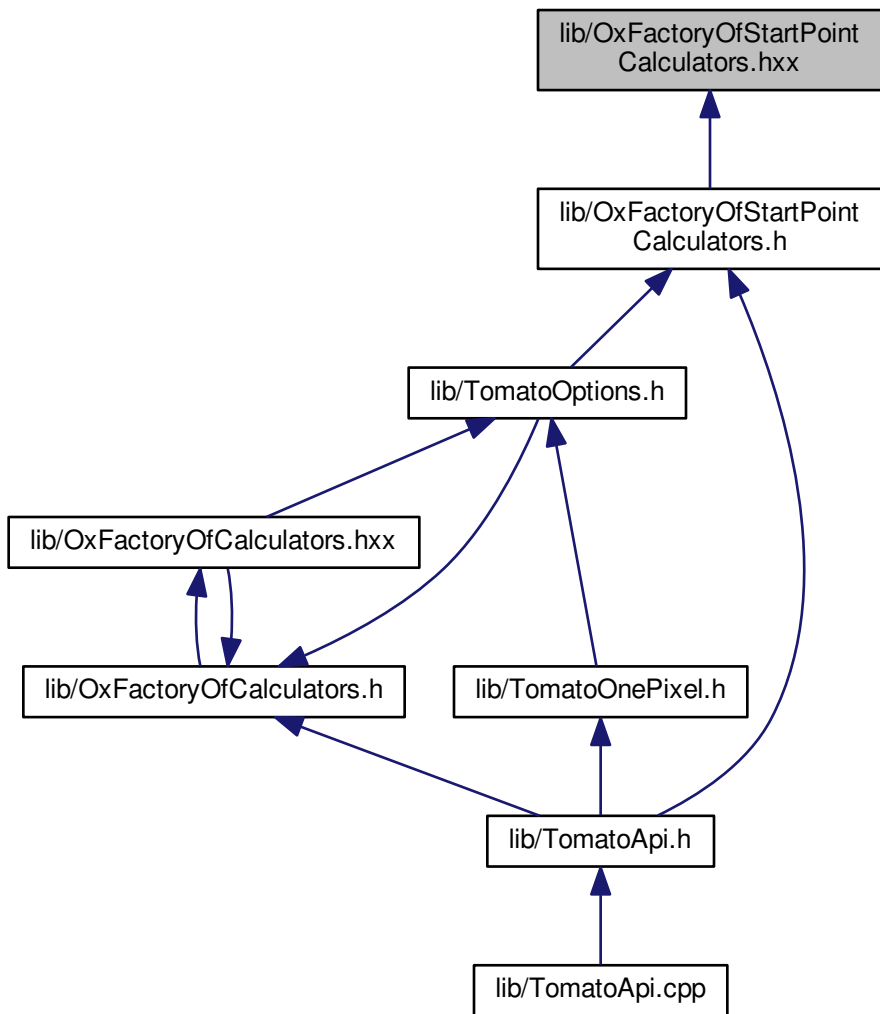 lib/OxFactoryOfStartPoint
Calculators.hxx
lib/OxFactoryOfStartPoint
Calculators.h
lib/TomatoOptions.h
lib/OxFactoryOfCalculators.hxx
lib/OxFactoryOfCalculators.h
lib/TomatoOnePixel.h
lib/TomatoApi.h
lib/TomatoApi.cpp